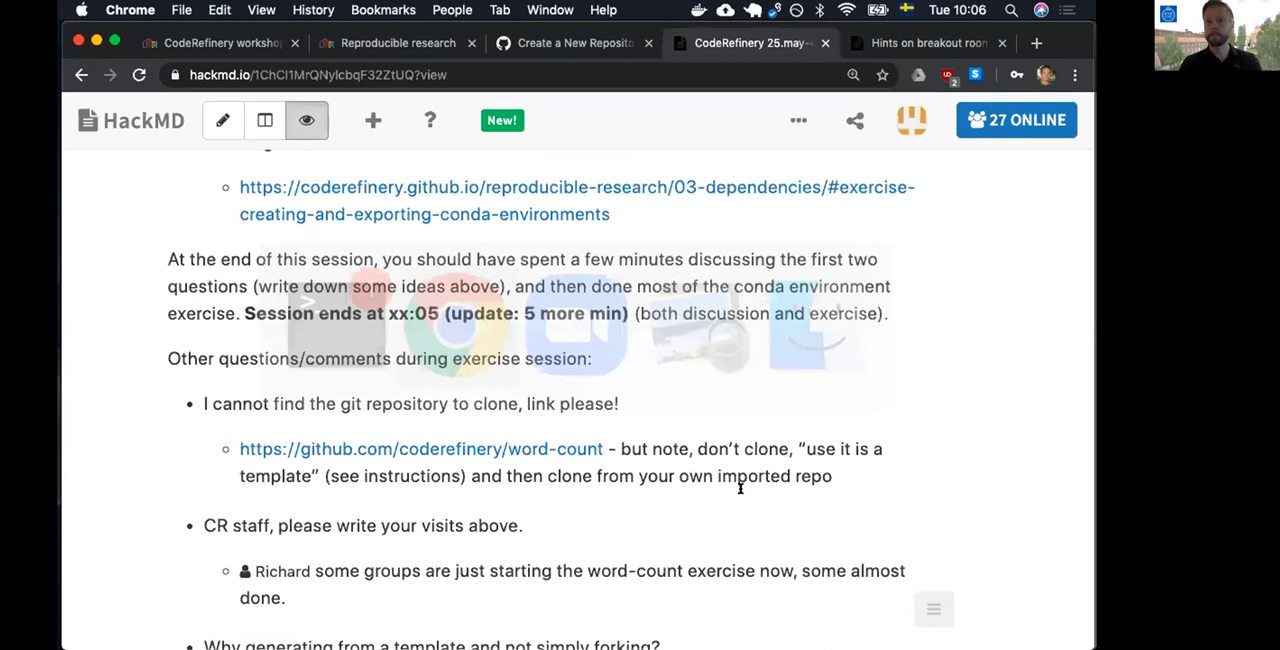 Chrome File Edit View History Bookmarks People Tab Window Help Tue 10:06
CodeRefinery worksho
Reproducible research
Create a New Reposito
CodeRefinery 25.may-
Hints on breakout room
hackmd.io/1ChCl1MrQNylcbqF32ZtUQ?view
2
HackMD
New!
27 ONLINE
https://coderefinery.github.io/reproducible-research/03-dependencies/#exercise-
creating-and-exporting-conda-environments
At the end of this session, you should have spent a few minutes discussing the first two
questions (write down some ideas above), and then done most of the conda environment
exercise. Session ends at xx:05 (update: 5 more min) (both discussion and exercise).
Other questions/comments during exercise session:
• I cannot find the git repository to clone, link please!
https://github.com/coderefinery/word-count - but note, don’t clone, “use it is a
template” (see instructions) and then clone from your own imported repo
• CR staff, please write your visits above.
Richard some groups are just starting the word-count exercise now, some almost
done.
• Why generating from a template and not simply forking?